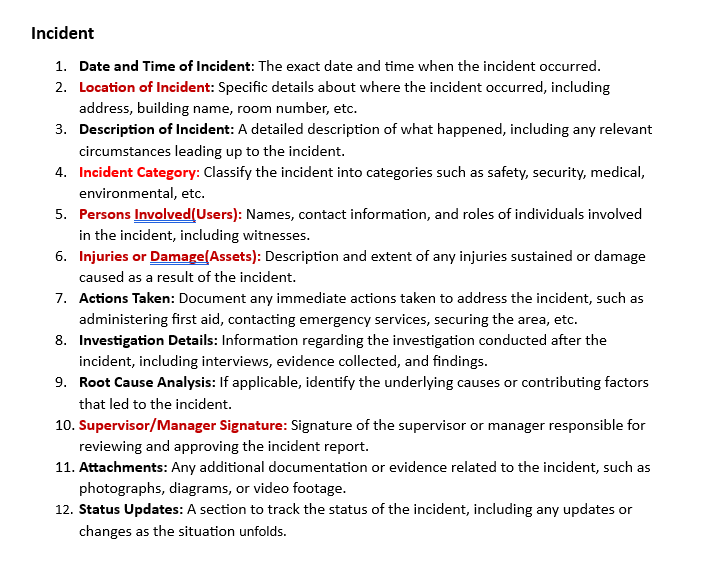 Incident
1. Date and Time of Incident: The exact date and time when the incident occurred.
2. Location of Incident: Specific details about where the incident occurred, including
address, building name, room number, etc.
3. Description of Incident: A detailed description of what happened, including any relevant
circumstances leading up to the incident.
4. Incident Category: Classify the incident into categories such as safety, security, medical,
environmental, etc.
5. Persons Involved(Users): Names, contact information, and roles of individuals involved
in the incident, including witnesses.
6. Injuries or Damage(Assets): Description and extent of any injuries sustained or damage
caused as a result of the incident.
7. Actions Taken: Document any immediate actions taken to address the incident, such as
administering first aid, contacting emergency services, securing the area, etc.
8. Investigation Details: Information regarding the investigation conducted after the
incident, including interviews, evidence collected, and findings.
9. Root Cause Analysis: If applicable, identify the underlying causes or contributing factors
that led to the incident.
10. Supervisor/Manager Signature: Signature of the supervisor or manager responsible for
reviewing and approving the incident report.
11. Attachments: Any additional documentation or evidence related to the incident, such as
photographs, diagrams, or video footage.
12. Status Updates: A section to track the status of the incident, including any updates or
changes as the situation unfolds.